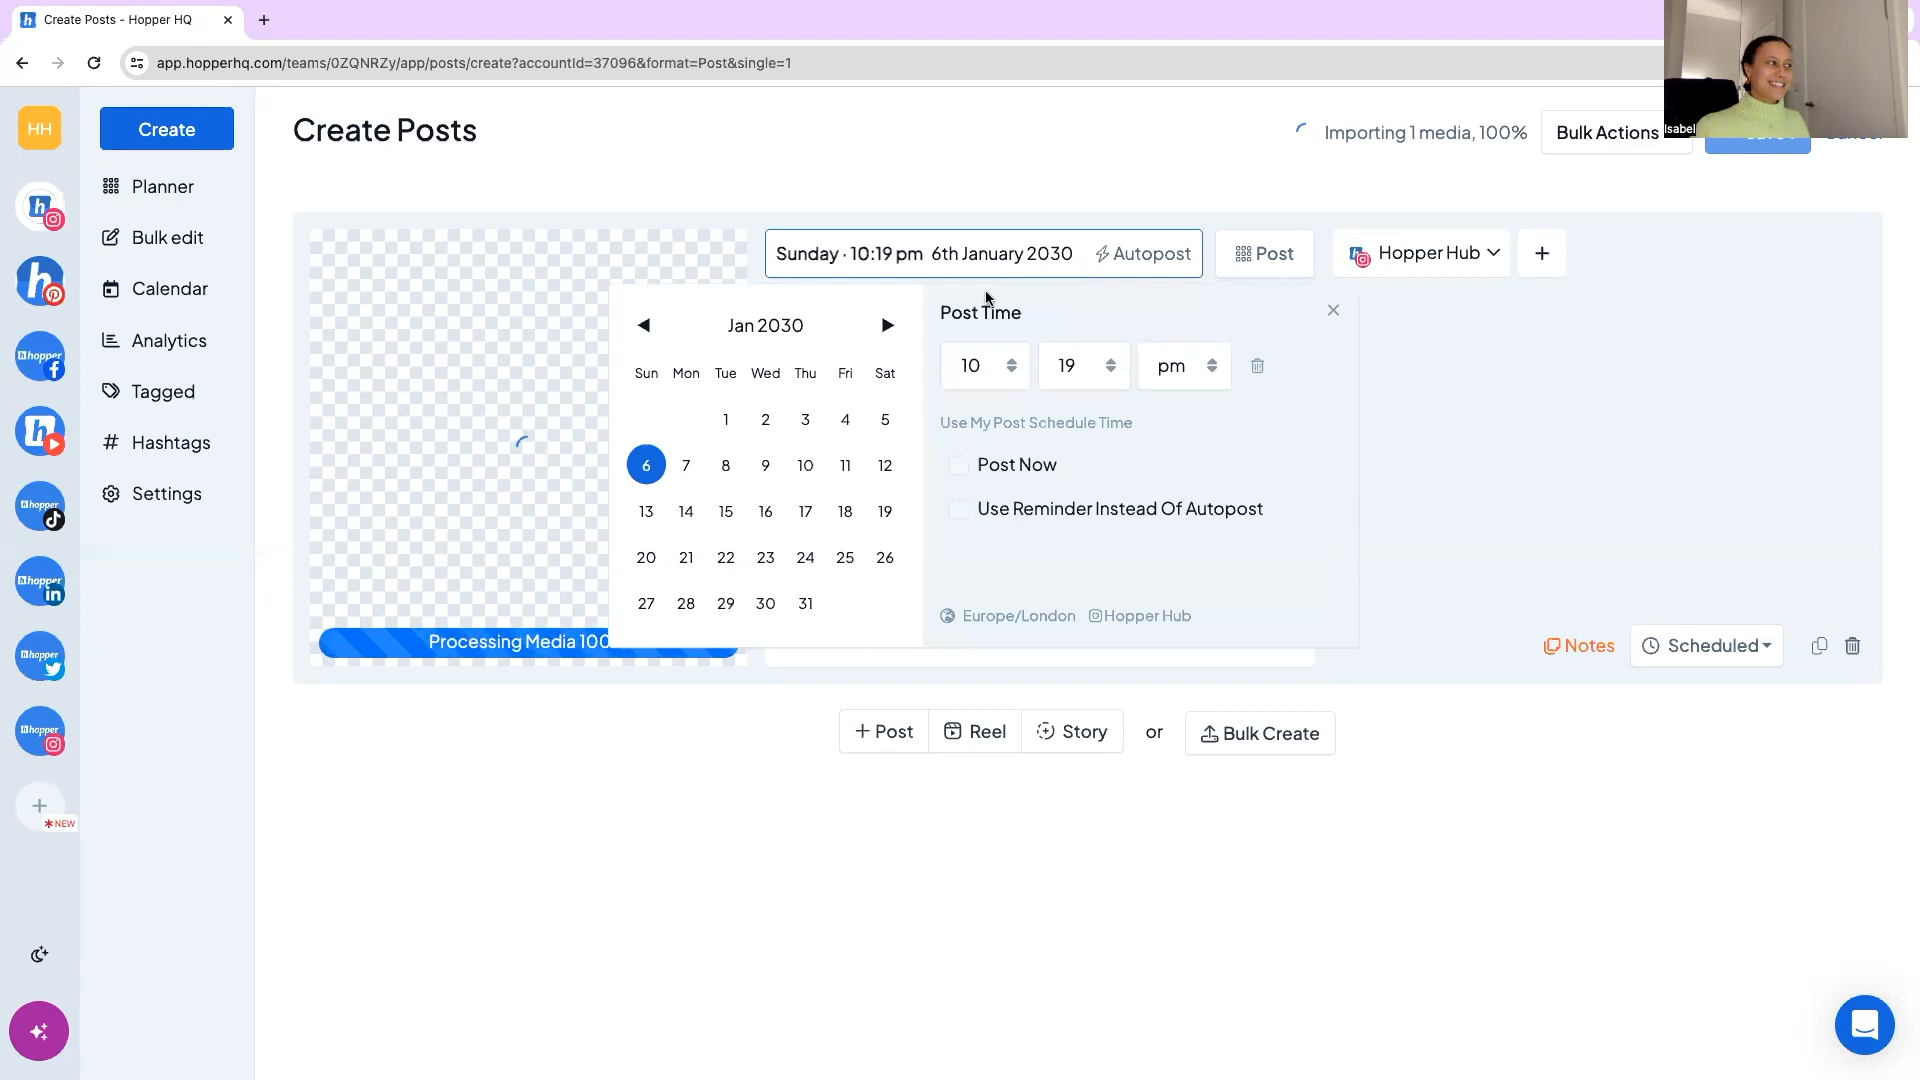 Create Posts - Hopper HQ
app.hopperhq.com/teams/0ZQNRZy/app/posts/create?accountId=37096&format=Post&single=1
Isabel
HH
Create
Planner
Bulk edit
Calendar
Analytics
Tagged
# Hashtags
Settings
hopper
hopper
hopper
hopper
hopper
NEW
Create Posts
Importing 1 media, 100%
Bulk Actions
Sunday · 10:19 pm 6th January 2030
Autopost
Post
Hopper Hub
Jan 2030
Sun Mon Tue Wed Thu Fri Sat
1 2 3 4 5
6 7 8 9 10 11 12
13 14 15 16 17 18 19
20 21 22 23 24 25 26
27 28 29 30 31
Post Time
10 19 pm
Use My Post Schedule Time
Post Now
Use Reminder Instead Of Autopost
Europe/London Hopper Hub
Processing Media 100
Notes
Scheduled
+ Post
Reel
Story
or
Bulk Create